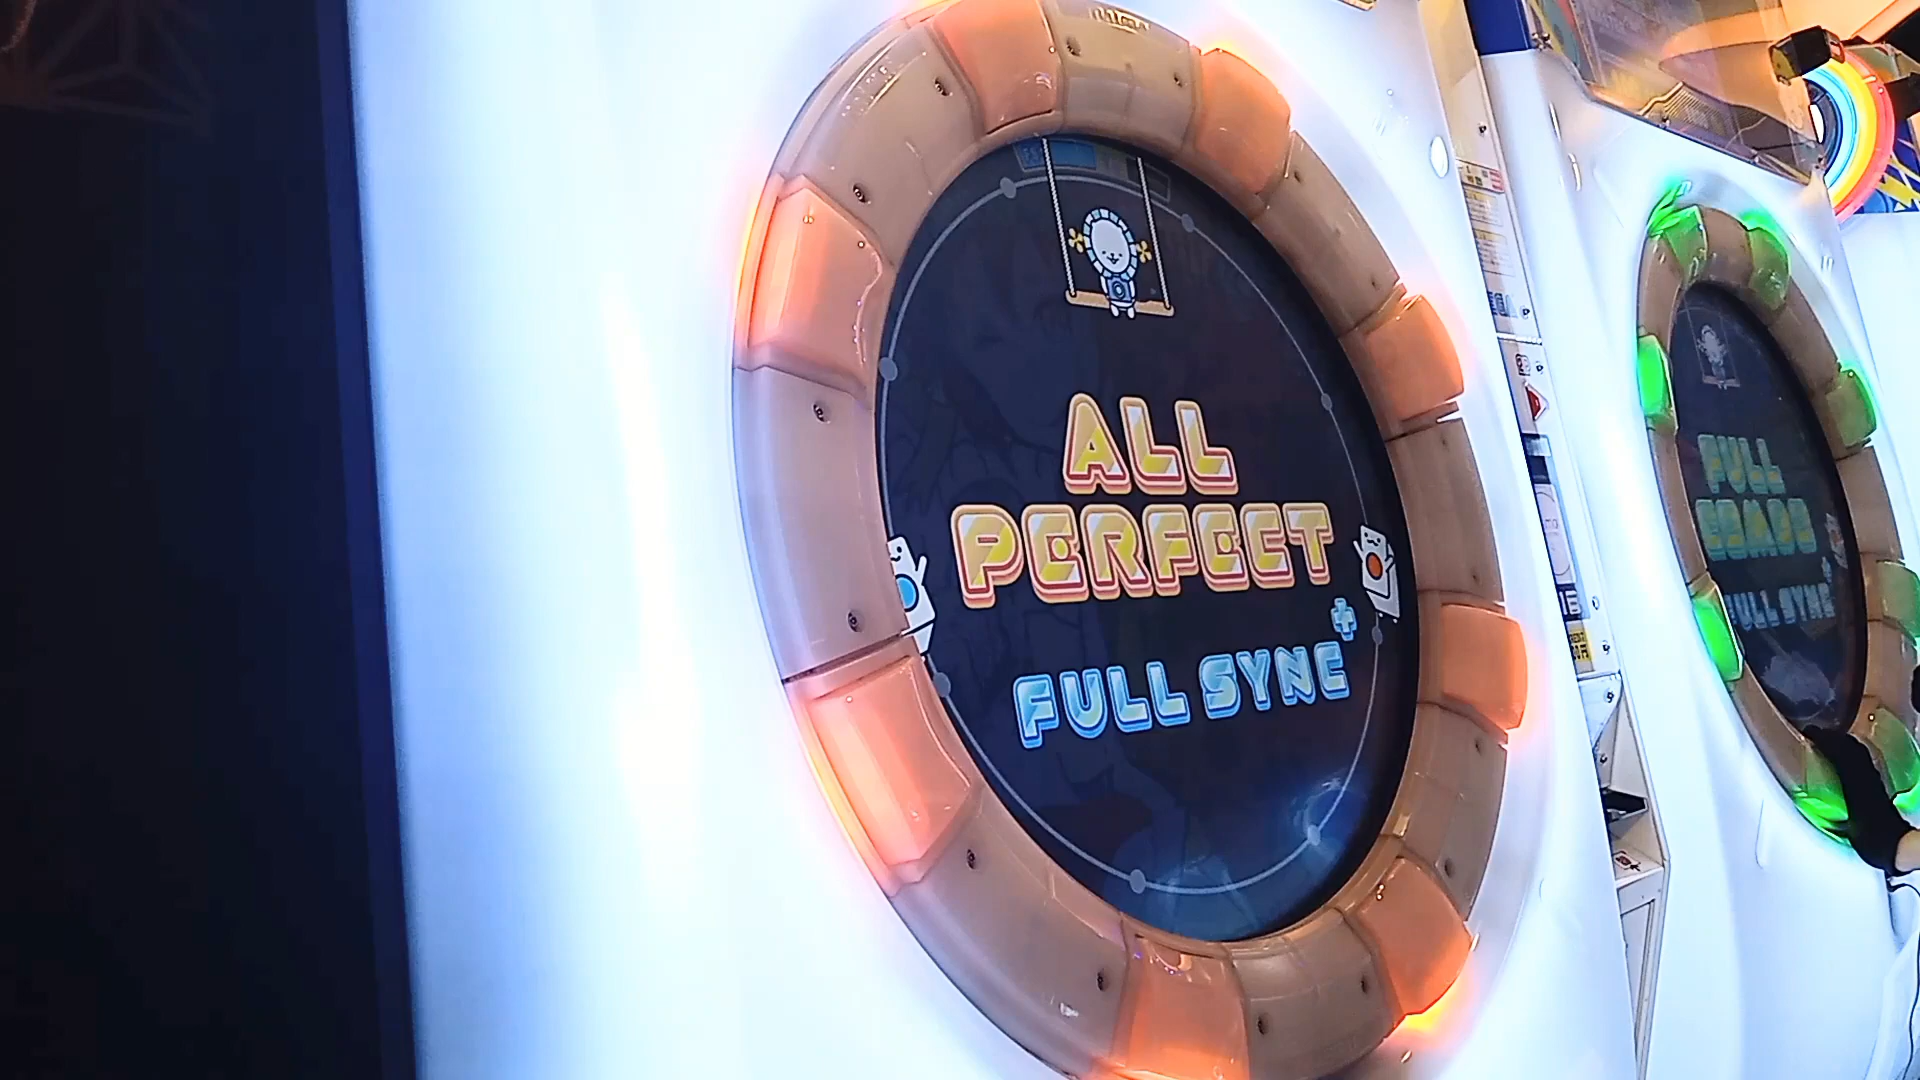 ALL
PERFECT
+
FULL SYNC
FULL
COMBO
+
FULL SYNC